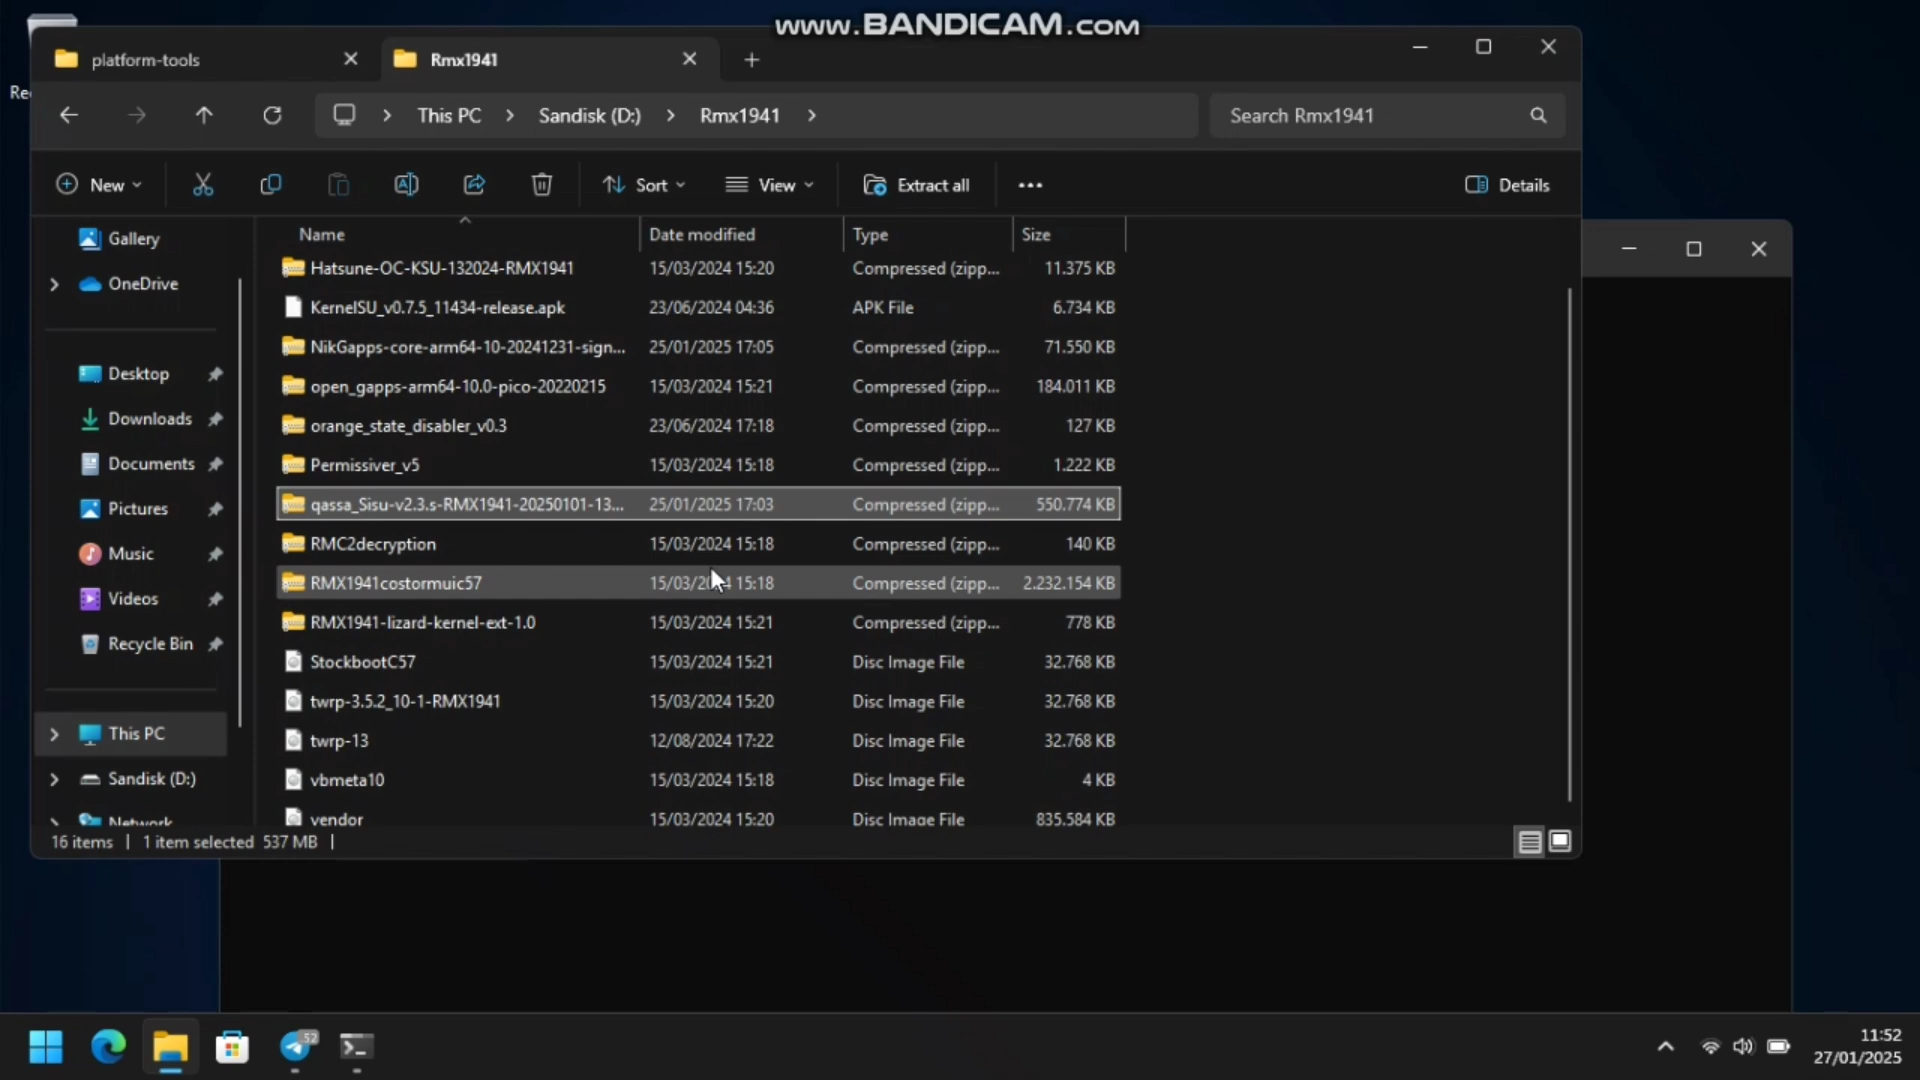 www.BANDICAM.com
platform-tools
Rmx1941
This PC
Sandisk (D:)
Rmx1941
Search Rmx1941
New
Sort
View
Extract all
Details
Name
Date modified
Type
Size
Gallery
OneDrive
Desktop
Downloads
Documents
Pictures
Music
Videos
Recycle Bin
This PC
Sandisk (D:)
Network
Hatsune-OC-KSU-132024-RMX1941 15/03/2024 15:20 Compressed (zipp... 11.375 KB
KernelSU_v0.7.5_11434-release.apk 23/06/2024 04:36 APK File 6.734 KB
NikGapps-core-arm64-10-20241231-sign... 25/01/2025 17:05 Compressed (zipp... 71.550 KB
open_gapps-arm64-10.0-pico-20220215 15/03/2024 15:21 Compressed (zipp... 184.011 KB
orange_state_disabler_v0.3 23/06/2024 17:18 Compressed (zipp... 127 KB
Permissiver_v5 15/03/2024 15:18 Compressed (zipp... 1.222 KB
qassa_Sisu-v2.3.s-RMX1941-20250101-13... 25/01/2025 17:03 Compressed (zipp... 550.774 KB
RMC2decryption 15/03/2024 15:18 Compressed (zipp... 140 KB
RMX1941costormuic57 15/03/2024 15:18 Compressed (zipp... 2.232.154 KB
RMX1941-lizard-kernel-ext-1.0 15/03/2024 15:21 Compressed (zipp... 778 KB
StockbootC57 15/03/2024 15:21 Disc Image File 32.768 KB
twrp-3.5.2_10-1-RMX1941 15/03/2024 15:20 Disc Image File 32.768 KB
twrp-13 12/08/2024 17:22 Disc Image File 32.768 KB
vbmeta10 15/03/2024 15:18 Disc Image File 4 KB
vendor 15/03/2024 15:20 Disc Image File 835.584 KB
16 items | 1 item selected 537 MB |
52
11:52
27/01/2025